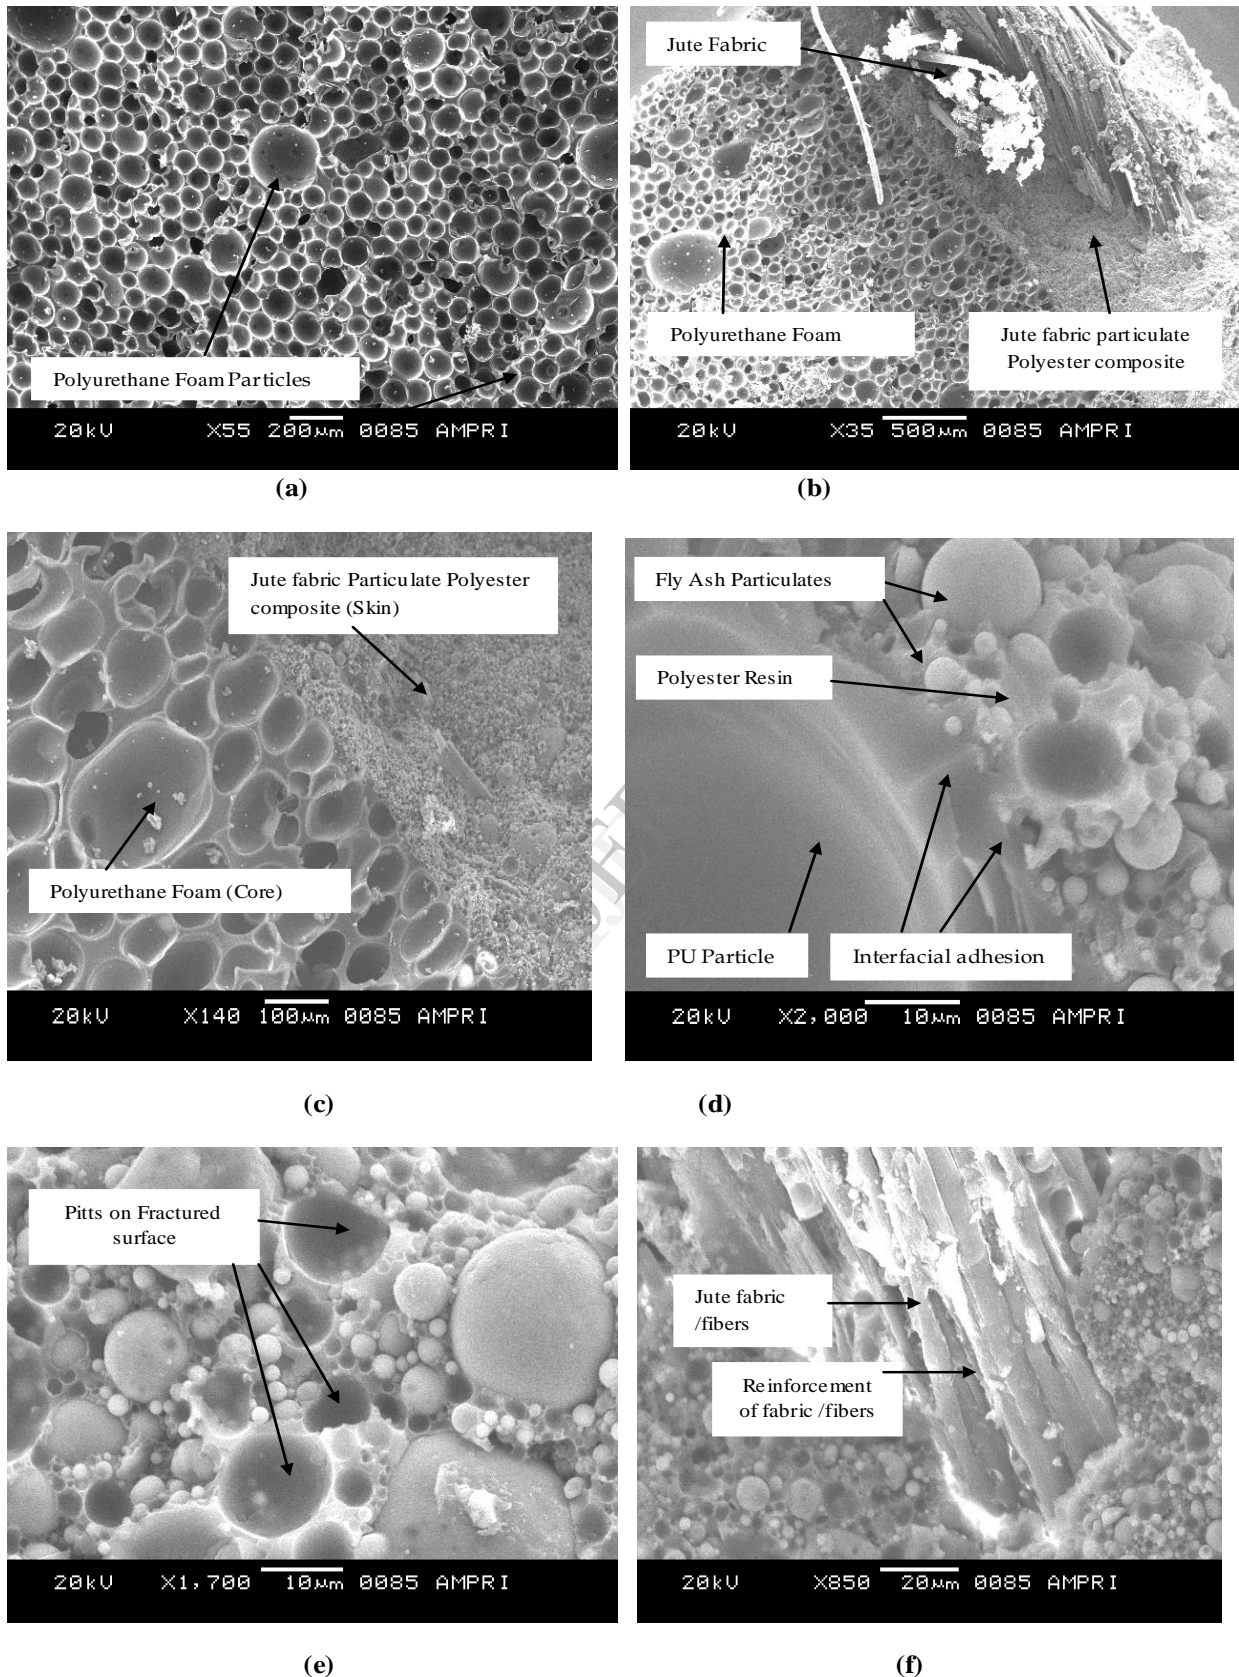 Polyurethane Foam Particles
20kV X55 200µm 0085 AMPRI
(a)
Jute Fabric
Polyurethane Foam
Jute fabric particulate
Polyester composite
20kV X35 500µm 0085 AMPRI
(b)
Jute fabric Particulate Polyester
composite (Skin)
Polyurethane Foam (Core)
20kV X140 100µm 0085 AMPRI
(c)
Fly Ash Particulates
Polyester Resin
PU Particle
Interfacial adhesion
20kV X2,000 10µm 0085 AMPRI
(d)
Pitts on Fractured
surface
20kV X1,700 10µm 0085 AMPRI
(e)
Jute fabric
/fibers
Reinforcement
of fabric /fibers
20kV X850 20µm 0085 AMPRI
(f)